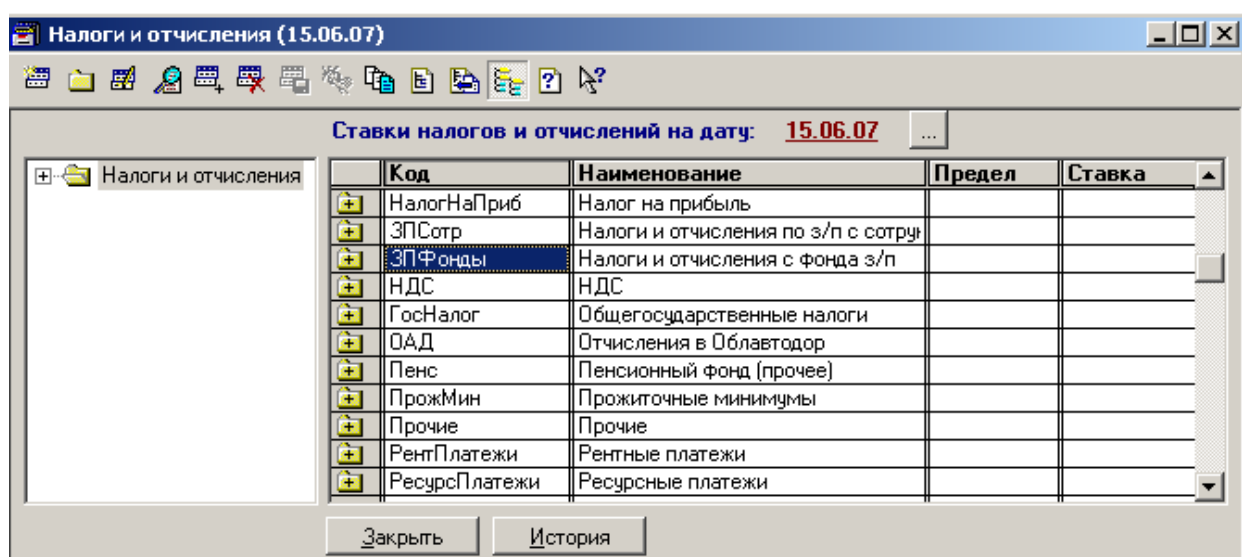 Налоги и отчисления (15.06.07)
Ставки налогов и отчислений на дату: 15.06.07 ...
Налоги и отчисления
Код Наименование Предел Ставка
НалогНаПриб Налог на прибыль
ЗПСотр Налоги и отчисления по з/п с сотру
ЗПФонды Налоги и отчисления с фонда з/п
НДС НДС
ГосНалог Общегосударственные налоги
ОАД Отчисления в Облавтодор
Пенс Пенсионный фонд (прочее)
ПрожМин Прожиточные минимумы
Прочие Прочие
РентПлатежи Рентные платежи
РесурсПлатежи Ресурсные платежи
Закрыть История